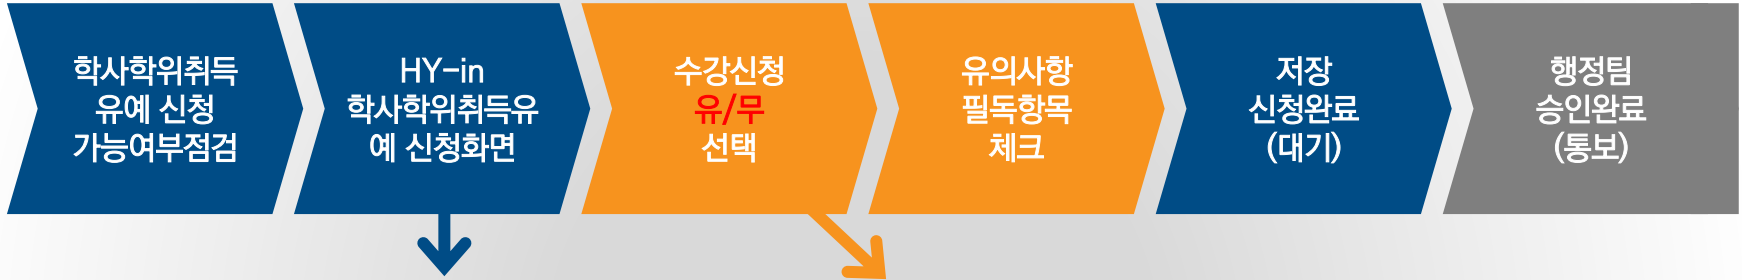 학사학위취득
유예 신청
가능여부점검
HY-in
학사학위취득유
예 신청화면
수강신청
유/무
선택
유의사항
필독항목
체크
저장
신청완료
(대기)
행정팀
승인완료
(통보)